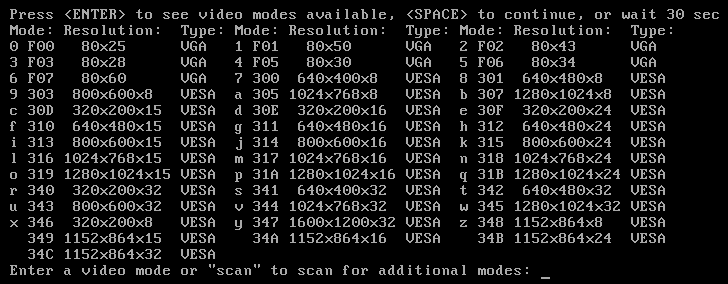 Press <ENTER> to see video modes available, <SPACE> to continue, or wait 30 sec
Mode: Resolution:  Type: Mode: Resolution:  Type: Mode: Resolution:  Type:
0 F00   80x25      VGA   1 F01   80x50      VGA   2 F02   80x43      VGA
3 F03   80x28      VGA   4 F05   80x30      VGA   5 F06   80x34      VGA
6 F07   80x60      VGA   7 300  640x400x8   VESA  8 301  640x480x8   VESA
9 303  800x600x8   VESA  a 305 1024x768x8   VESA  b 307 1280x1024x8  VESA
c 30D  320x200x15  VESA  d 30E  320x200x16  VESA  e 30F  320x200x24  VESA
f 310  640x480x15  VESA  g 311  640x480x16  VESA  h 312  640x480x24  VESA
i 313  800x600x15  VESA  j 314  800x600x16  VESA  k 315  800x600x24  VESA
l 316 1024x768x15  VESA  m 317 1024x768x16  VESA  n 318 1024x768x24  VESA
o 319 1280x1024x15 VESA  p 31A 1280x1024x16 VESA  q 31B 1280x1024x24 VESA
r 340  320x200x32  VESA  s 341  640x400x32  VESA  t 342  640x480x32  VESA
u 343  800x600x32  VESA  v 344 1024x768x32  VESA  w 345 1280x1024x32 VESA
x 346  320x200x8   VESA  y 347 1600x1200x32 VESA  z 348 1152x864x8   VESA
  349 1152x864x15  VESA    34A 1152x864x16  VESA    34B 1152x864x24  VESA
  34C 1152x864x32  VESA
Enter a video mode or "scan" to scan for additional modes: _